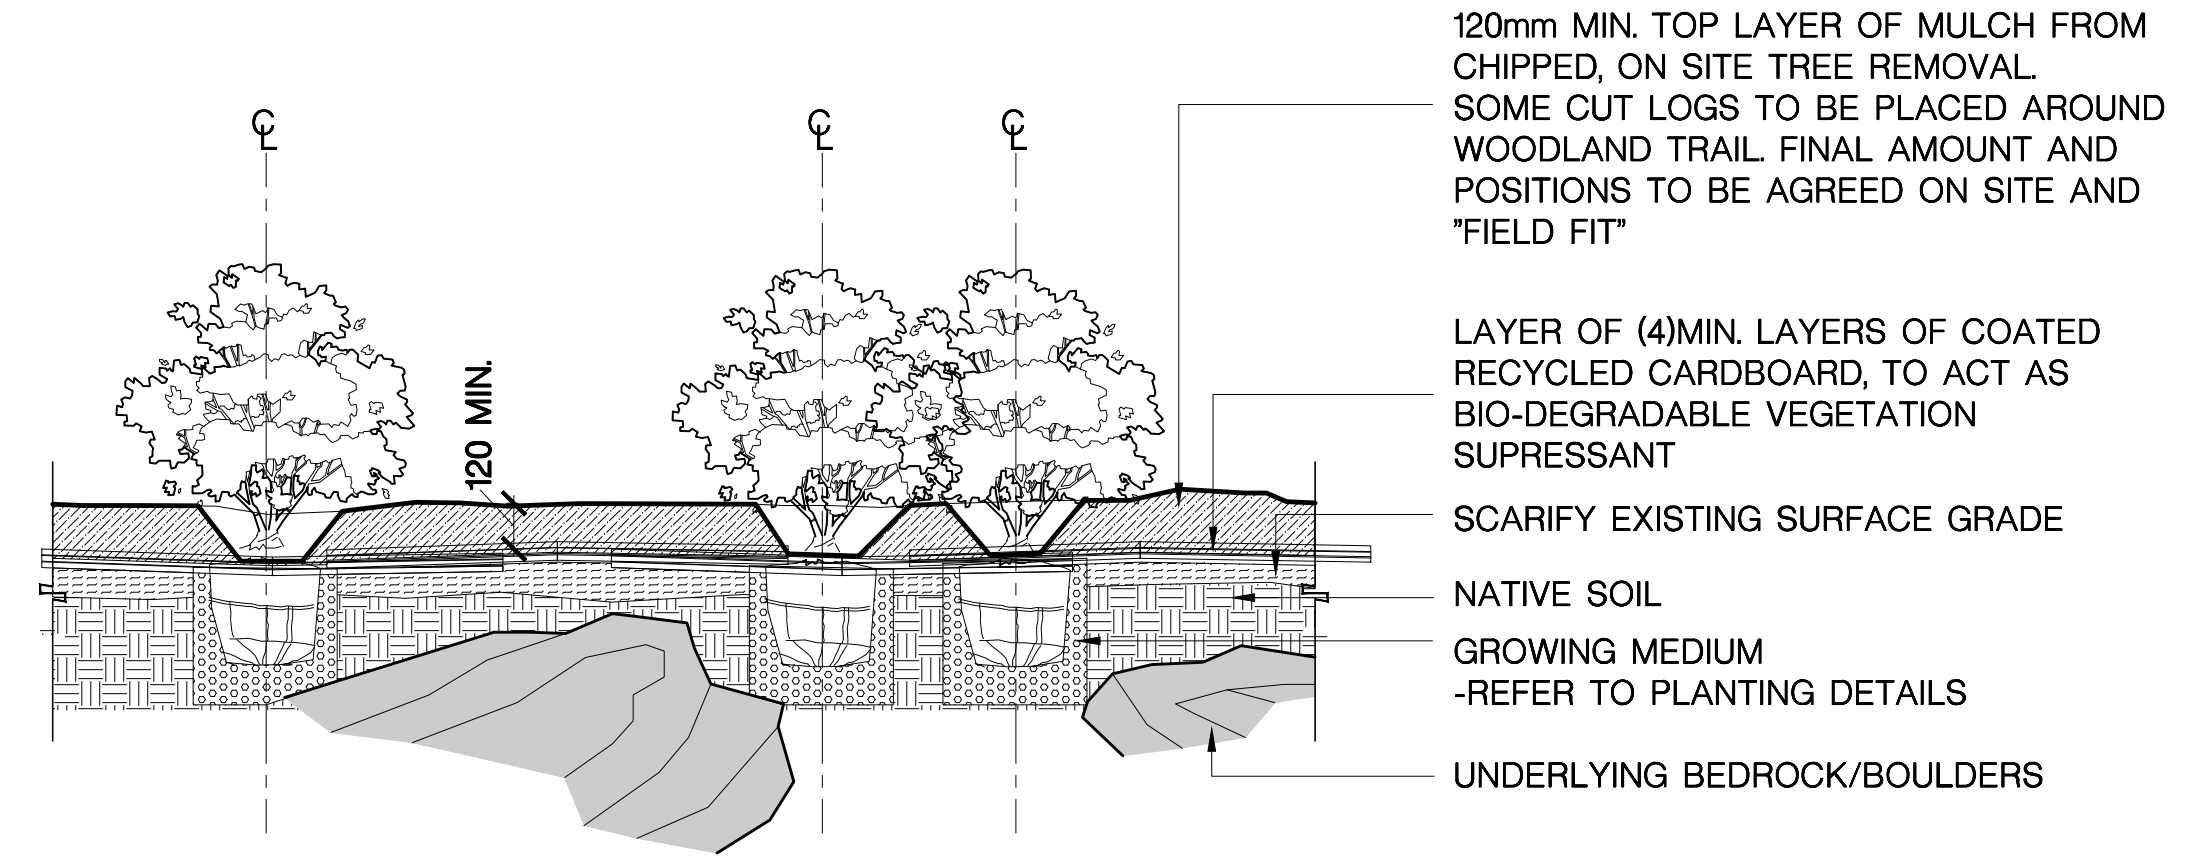 120mm MIN. TOP LAYER OF MULCH FROM
CHIPPED, ON SITE TREE REMOVAL.
SOME CUT LOGS TO BE PLACED AROUND
WOODLAND TRAIL. FINAL AMOUNT AND
POSITIONS TO BE AGREED ON SITE AND
"FIELD FIT"
CL
CL
CL
LAYER OF (4)MIN. LAYERS OF COATED
RECYCLED CARDBOARD, TO ACT AS
BIO-DEGRADABLE VEGETATION
SUPRESSANT
120 MIN.
SCARIFY EXISTING SURFACE GRADE
NATIVE SOIL
GROWING MEDIUM
-REFER TO PLANTING DETAILS
UNDERLYING BEDROCK/BOULDERS